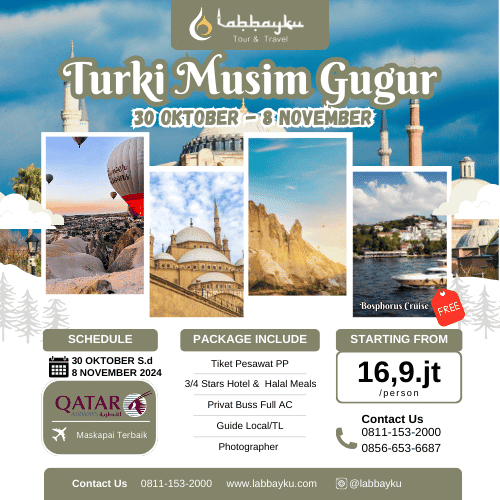 Labbayku
Tour & Travel
Turki Musim Gugur
30 OKTOBER - 8 NOVEMBER
Bosphorus Cruise
FREE
SCHEDULE
30 OKTOBER S.d
8 NOVEMBER 2024
QATAR
AIRWAYS القطرية
Maskapai Terbaik
PACKAGE INCLUDE
Tiket Pesawat PP
3/4 Stars Hotel & Halal Meals
Privat Buss Full AC
Guide Local/TL
Photographer
STARTING FROM
16,9.jt
/person
Contact Us
0811-153-2000
0856-653-6687
Contact Us 0811-153-2000 www.labbayku.com @labbayku